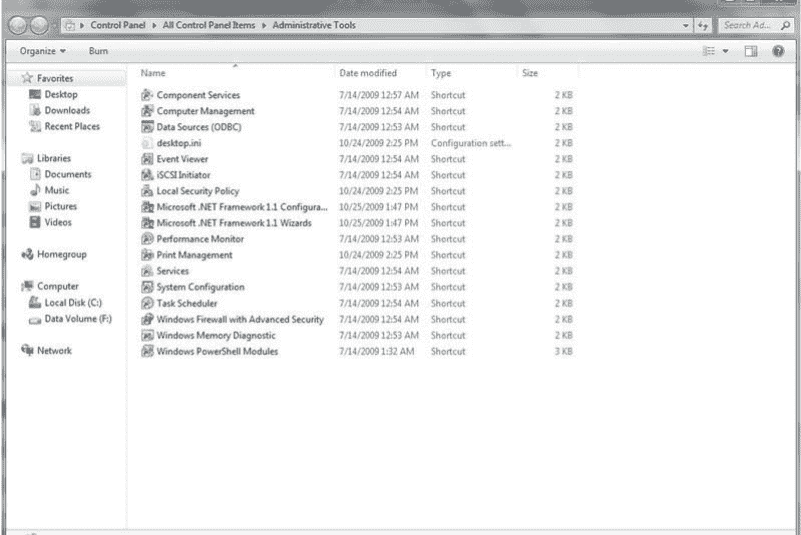 Control Panel ▸ All Control Panel Items ▸ Administrative Tools
Search Ad...
Organize
Burn
Name Date modified Type Size
Favorites
Desktop
Downloads
Recent Places
Libraries
Documents
Music
Pictures
Videos
Homegroup
Computer
Local Disk (C:)
Data Volume (F:)
Network
Component Services 7/14/2009 12:57 AM Shortcut 2 KB
Computer Management 7/14/2009 12:54 AM Shortcut 2 KB
Data Sources (ODBC) 7/14/2009 12:53 AM Shortcut 2 KB
desktop.ini 10/24/2009 2:25 PM Configuration sett... 2 KB
Event Viewer 7/14/2009 12:54 AM Shortcut 2 KB
iSCSI Initiator 7/14/2009 12:54 AM Shortcut 2 KB
Local Security Policy 10/24/2009 2:25 PM Shortcut 2 KB
Microsoft .NET Framework 1.1 Configura... 10/25/2009 1:47 PM Shortcut 2 KB
Microsoft .NET Framework 1.1 Wizards 10/25/2009 1:47 PM Shortcut 2 KB
Performance Monitor 7/14/2009 12:53 AM Shortcut 2 KB
Print Management 10/24/2009 2:25 PM Shortcut 2 KB
Services 7/14/2009 12:54 AM Shortcut 2 KB
System Configuration 7/14/2009 12:53 AM Shortcut 2 KB
Task Scheduler 7/14/2009 12:54 AM Shortcut 2 KB
Windows Firewall with Advanced Security 7/14/2009 12:54 AM Shortcut 2 KB
Windows Memory Diagnostic 7/14/2009 12:53 AM Shortcut 2 KB
Windows PowerShell Modules 7/14/2009 1:32 AM Shortcut 3 KB